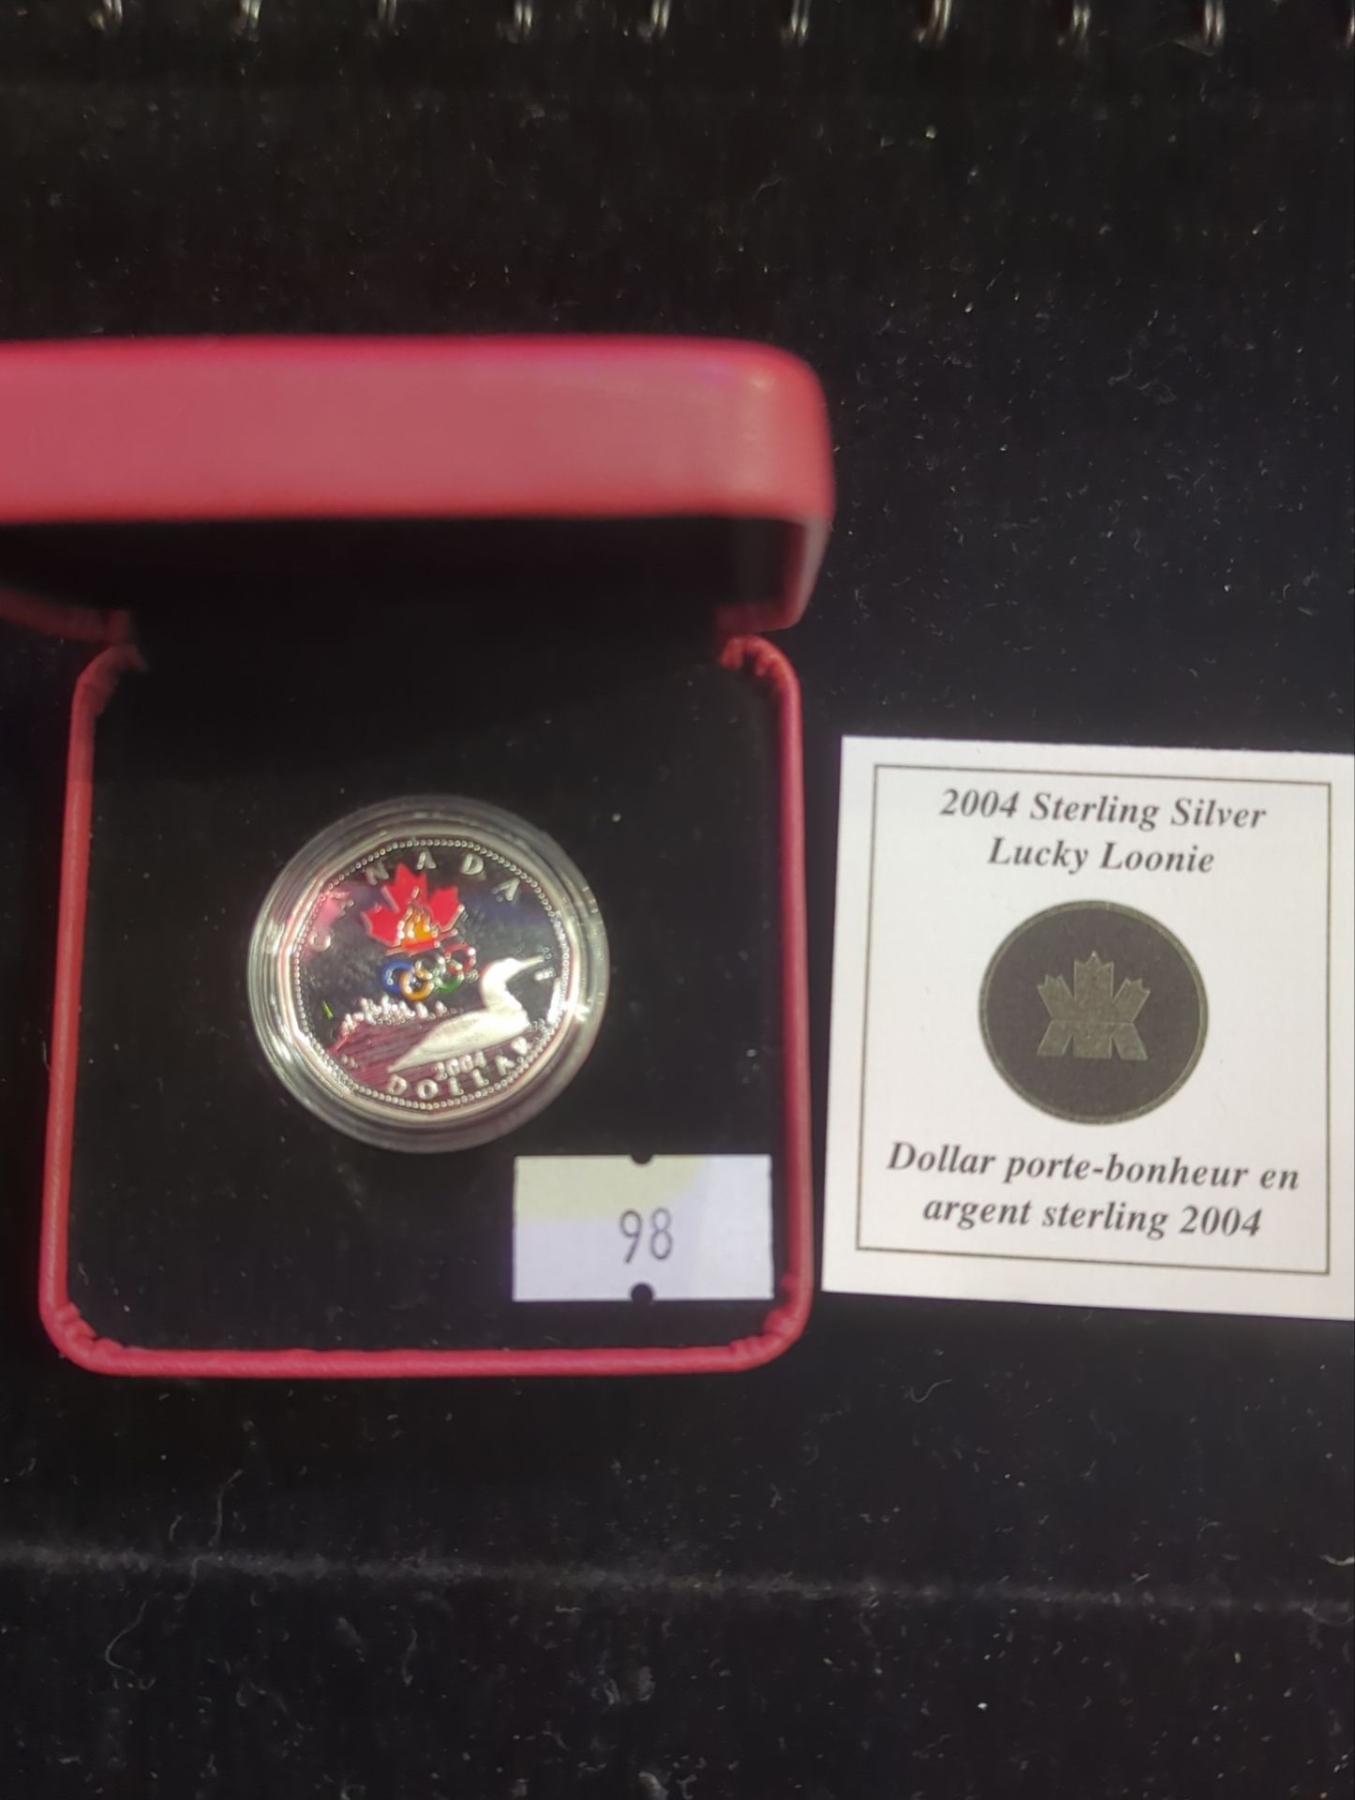 2004 Sterling Silver
Lucky Loonie
CANADA
2004
DOLLAR
98
Dollar porte-bonheur en
argent sterling 2004